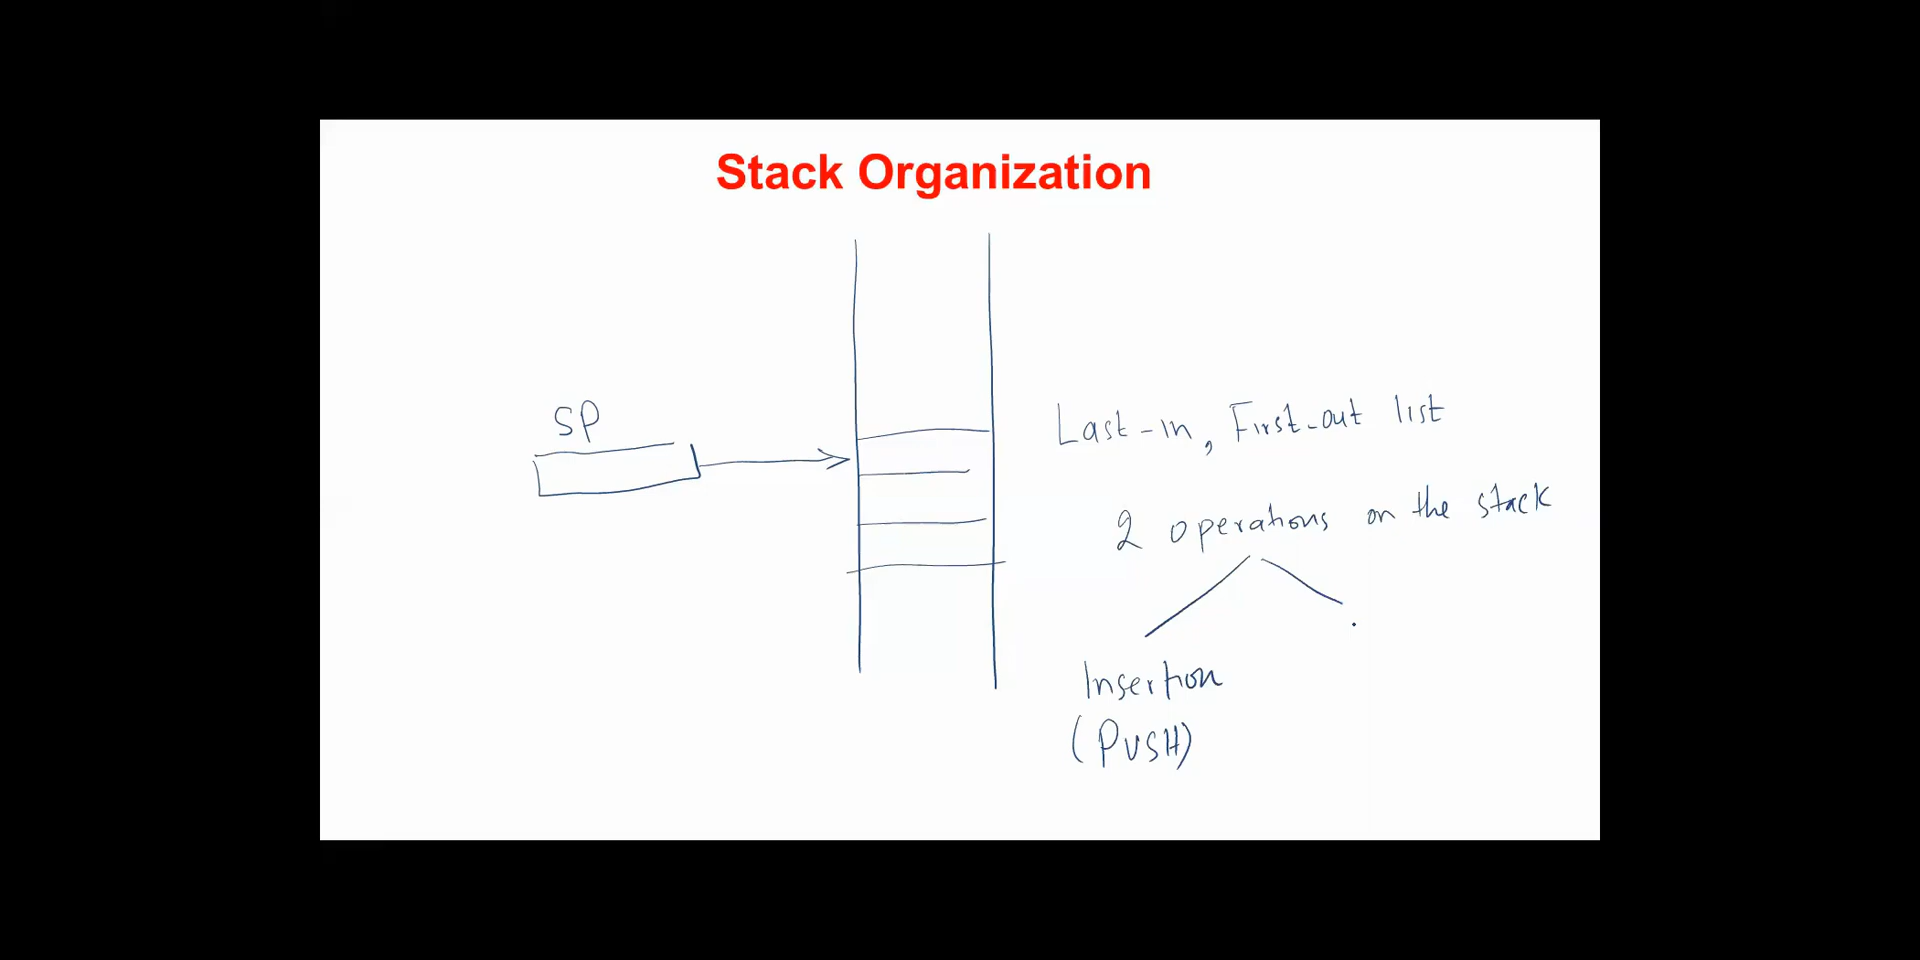 Stack Organization
SP
Last-in, First-out list
2 operations on the stack
Insertion
(PUSH)